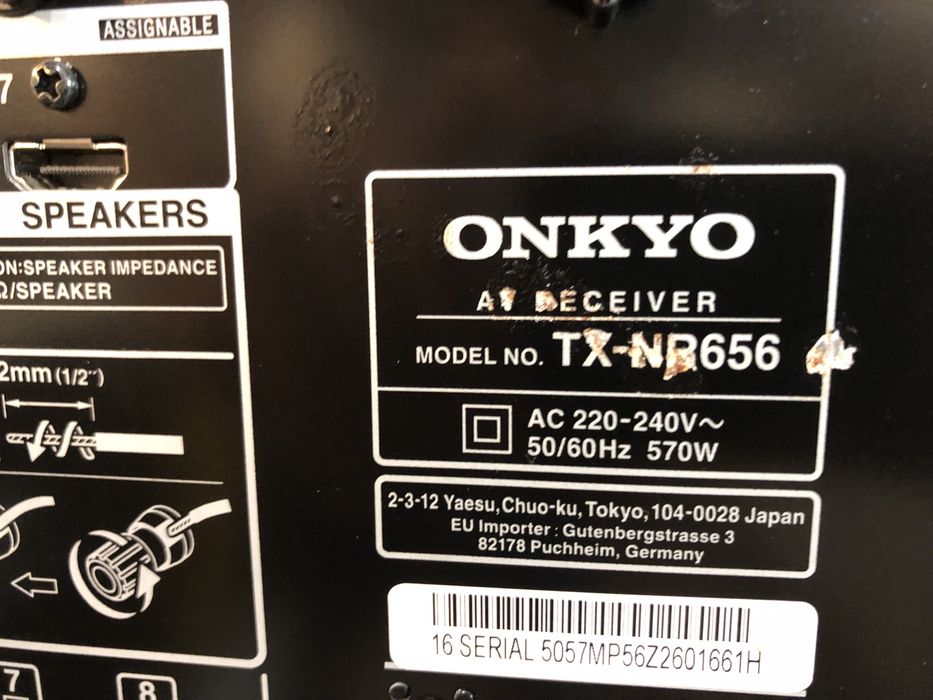 ASSIGNABLE
7
SPEAKERS
ON:SPEAKER IMPEDANCE
Ω/SPEAKER
2mm (1/2")
7
8
ONKYO
AV RECEIVER
MODEL NO. TX-NR656
AC 220-240V~
50/60Hz 570W
2-3-12 Yaesu, Chuo-ku, Tokyo, 104-0028 Japan
EU Importer : Gutenbergstrasse 3
82178 Puchheim, Germany
16 SERIAL 5057MP56Z2601661H